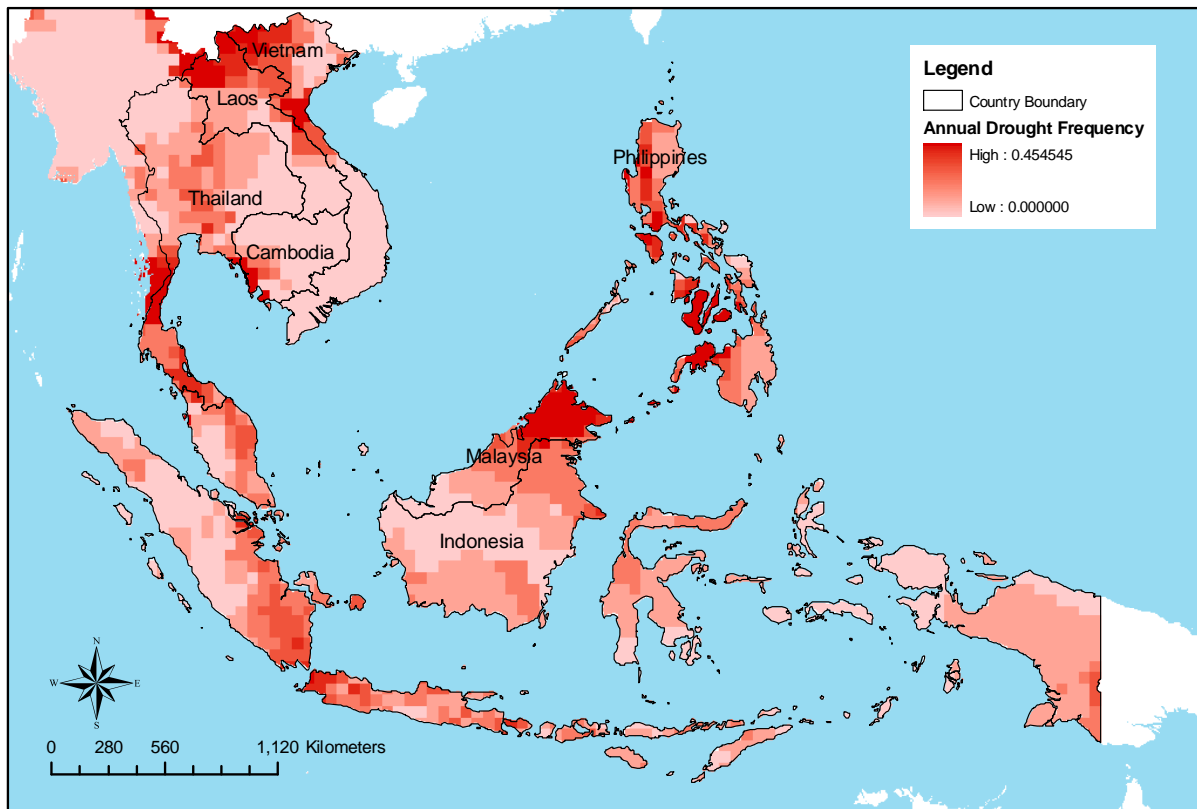 Vietnam
Laos
Thailand
Cambodia
Philippines
Malaysia
Indonesia
Legend
Country Boundary
Annual Drought Frequency
High : 0.454545
Low : 0.000000
N
W E
S
0 280 560 1,120 Kilometers